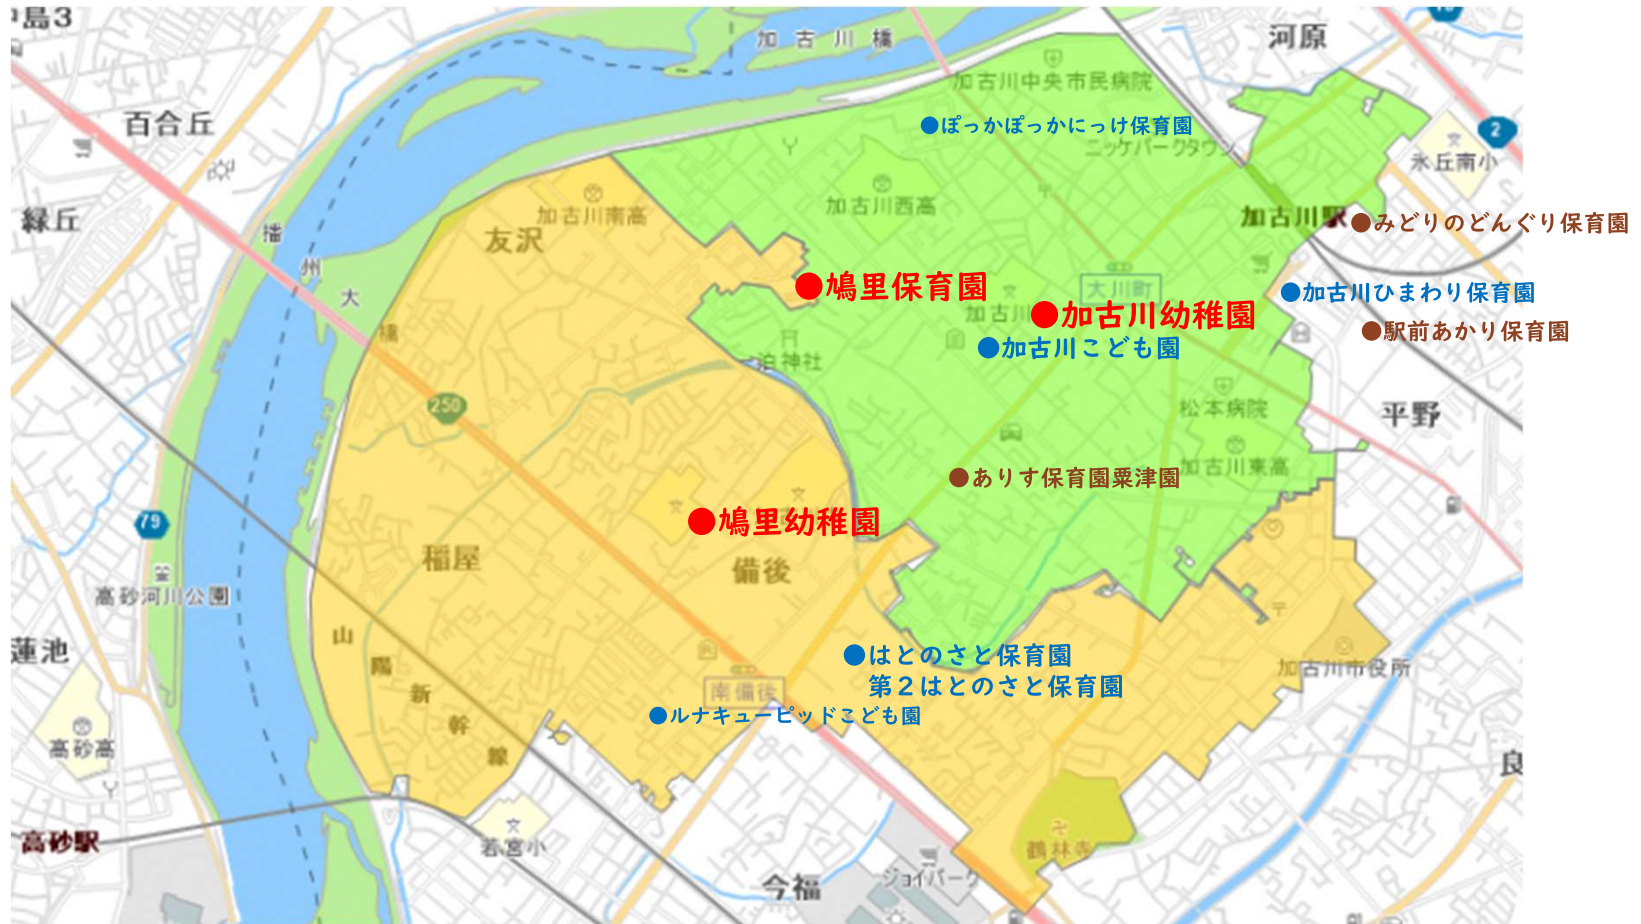 島3
加古川橋
河原
加古川中央市民病院
百合丘
●ぽっかぽっかにっけ保育園
2
ニッケパークタウン
氷丘南小
緑丘
加古川南高
加古川西高
加古川駅
●みどりのどんぐり保育園
友沢
播州大橋
●鳩里保育園
大川町
●加古川ひまわり保育園
加古川
●加古川幼稚園
●駅前あかり保育園
泊神社
●加古川こども園
250
松本病院
平野
加古川東高
●ありす保育園粟津園
79
●鳩里幼稚園
稲屋
備後
高砂河川公園
山陽新幹線
蓮池
●はとのさと保育園
加古川市役所
第２はとのさと保育園
南備後
●ルナキューピッドこども園
高砂高
良
高砂駅
若宮小
鶴林寺
今福
ジョイパーク